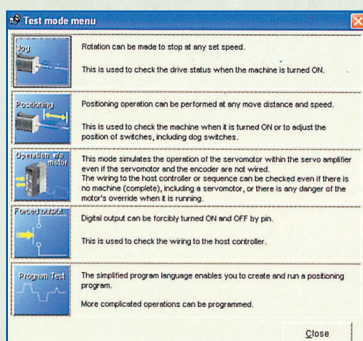 Test mode menu
Jog
Rotation can be made to stop at any set speed.
This is used to check the drive status when the machine is turned ON.
Positioning
Positioning operation can be performed at any move distance and speed.
This is used to check the machine when it is turned ON or to adjust the
position of switches, including dog switches.
Operation w/o
motor
This mode simulates the operation of the servomotor within the servo amplifier
even if the servomotor and the encoder are not wired.
The wiring to the host controller or sequence can be checked even if there is
no machine (complete), including a servomotor, or there is any danger of the
motor's override when it is running.
Forced output
Digital output can be forcibly turned ON and OFF by pin.
This is used to check the wiring to the host controller.
Program Test
The simplified program language enables you to create and run a positioning
program.
More complicated operations can be programmed.
Close